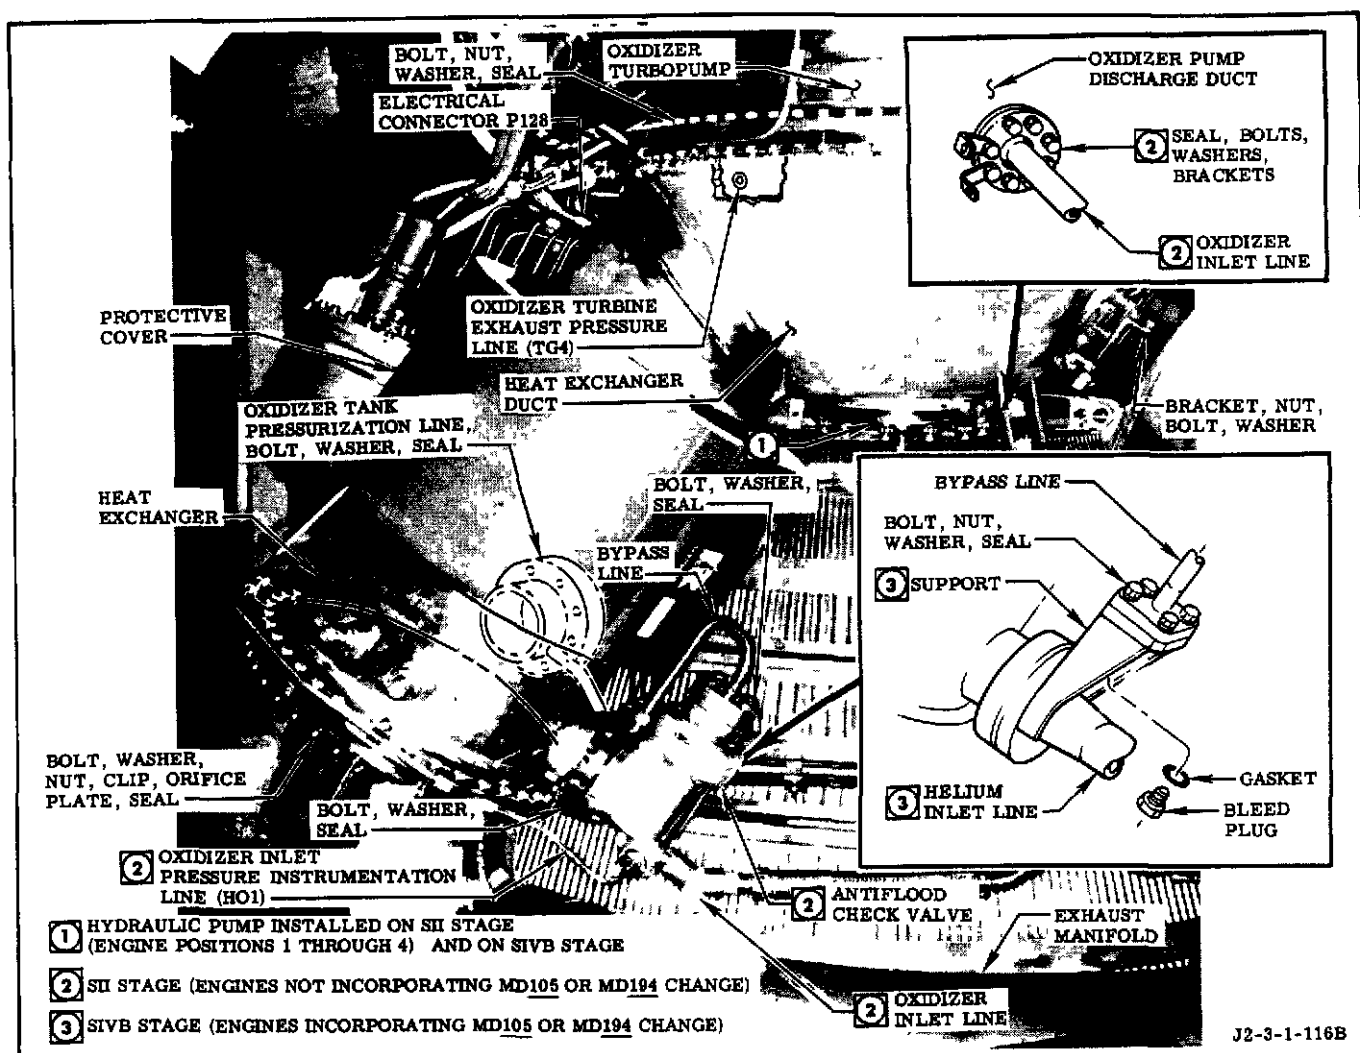 BOLT, NUT,
WASHER, SEAL
OXIDIZER
TURBOPUMP
ELECTRICAL
CONNECTOR P128
OXIDIZER PUMP
DISCHARGE DUCT
2 SEAL, BOLTS,
WASHERS,
BRACKETS
2 OXIDIZER
INLET LINE
PROTECTIVE
COVER
OXIDIZER TURBINE
EXHAUST PRESSURE
LINE (TG4)
HEAT EXCHANGER
DUCT
OXIDIZER TANK
PRESSURIZATION LINE,
BOLT, WASHER, SEAL
1
BRACKET, NUT,
BOLT, WASHER
HEAT
EXCHANGER
BOLT, WASHER,
SEAL
BYPASS
LINE
BYPASS LINE
BOLT, NUT,
WASHER, SEAL
3 SUPPORT
3 HELIUM
INLET LINE
GASKET
BLEED
PLUG
BOLT, WASHER,
NUT, CLIP, ORIFICE
PLATE, SEAL
BOLT, WASHER,
SEAL
2 OXIDIZER INLET
PRESSURE INSTRUMENTATION
LINE (HO1)
2 ANTIFLOOD
CHECK VALVE
EXHAUST
MANIFOLD
2 OXIDIZER
INLET LINE
1 HYDRAULIC PUMP INSTALLED ON SII STAGE
(ENGINE POSITIONS 1 THROUGH 4) AND ON SIVB STAGE
2 SII STAGE (ENGINES NOT INCORPORATING MD105 OR MD194 CHANGE)
3 SIVB STAGE (ENGINES INCORPORATING MD105 OR MD194 CHANGE)
J2-3-1-116B